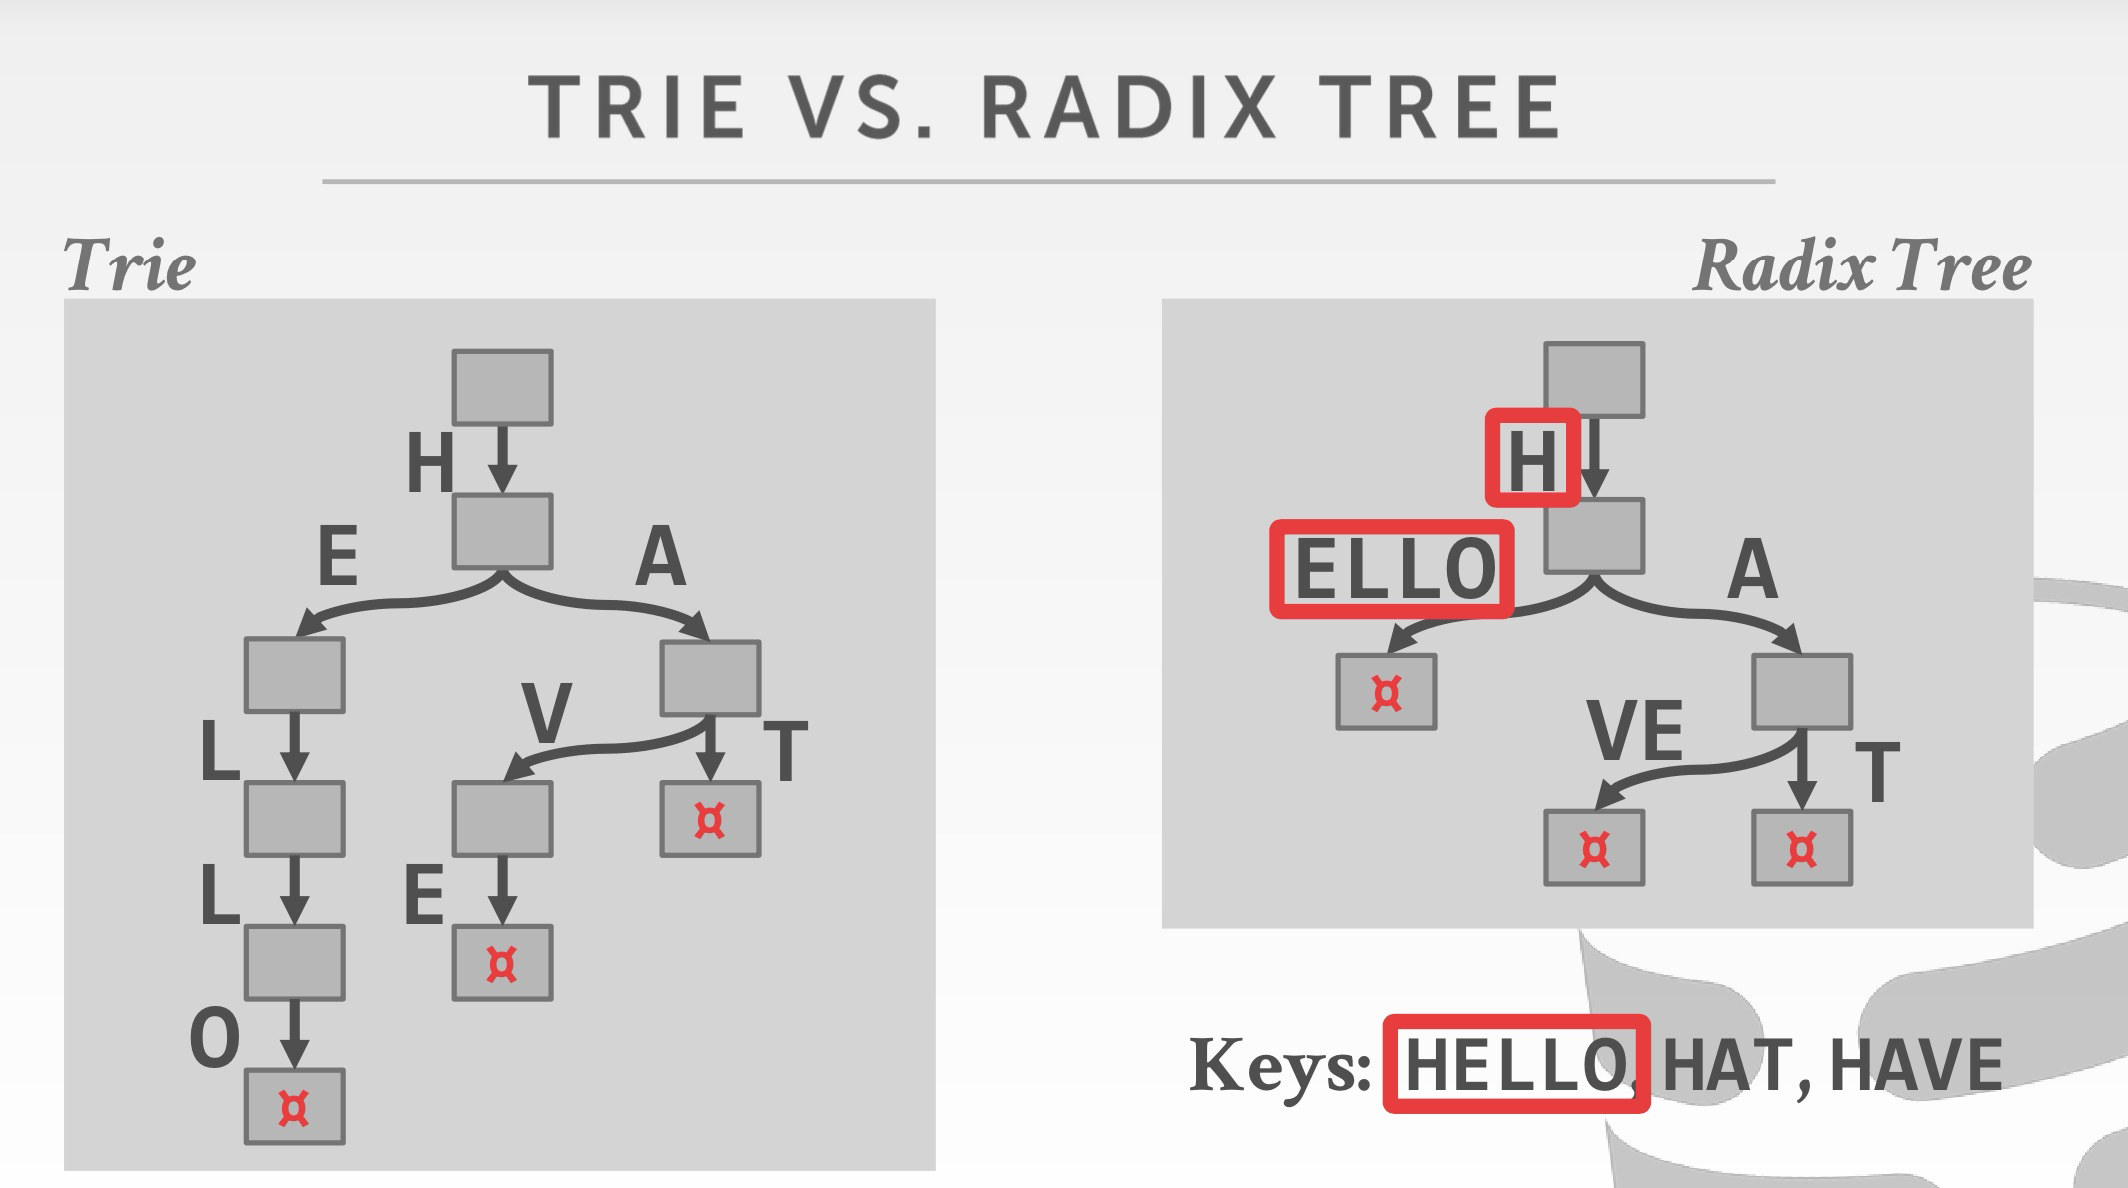 TRIE VS. RADIX TREE
Trie
H
E A
L V T
¤
L E
¤
O
¤
Radix Tree
H
ELLO A
¤
VE T
¤ ¤
Keys: HELLO, HAT, HAVE